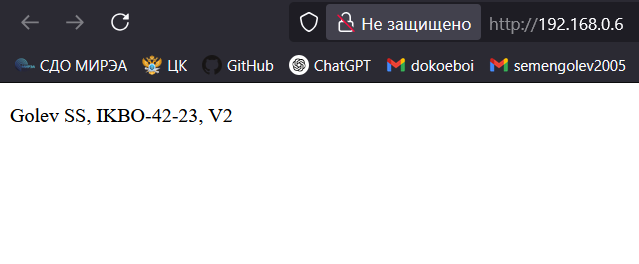 Не защищено http://192.168.0.6
СДО МИРЭА ЦК GitHub ChatGPT dokoeboi semengolev2005
Golev SS, IKBO-42-23, V2